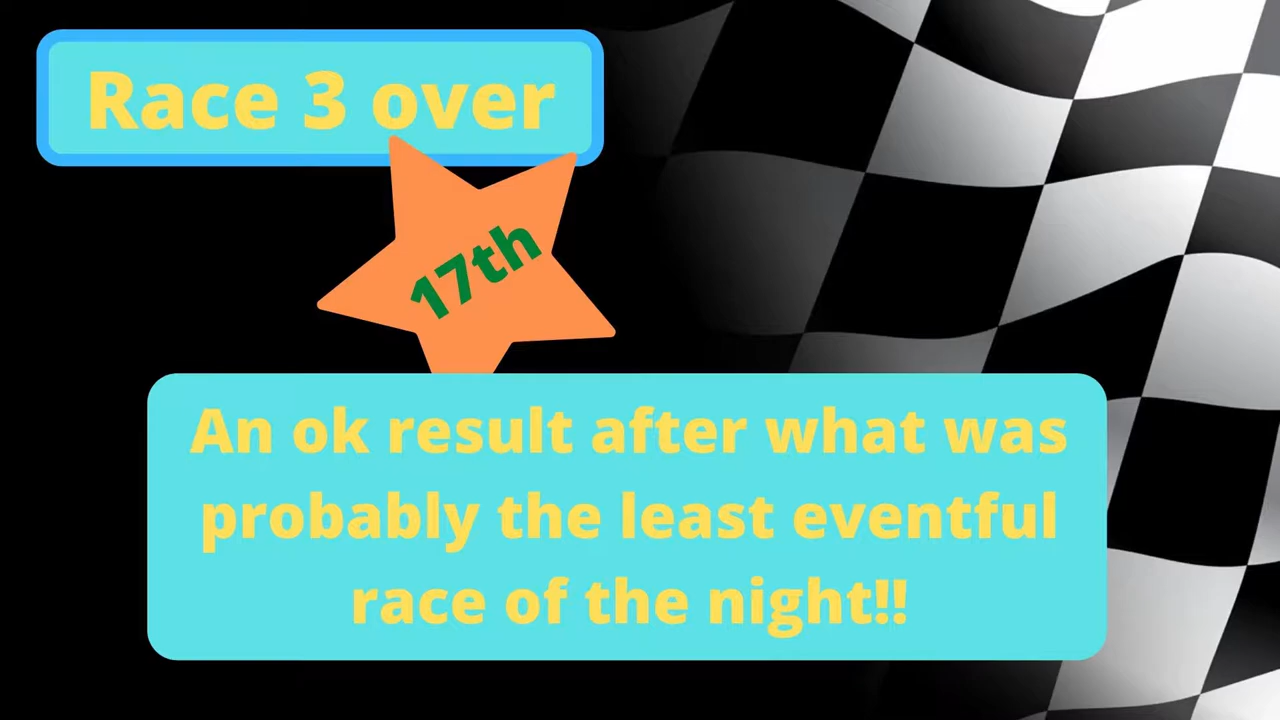 Race 3 over
17th
An ok result after what was
probably the least eventful
race of the night!!